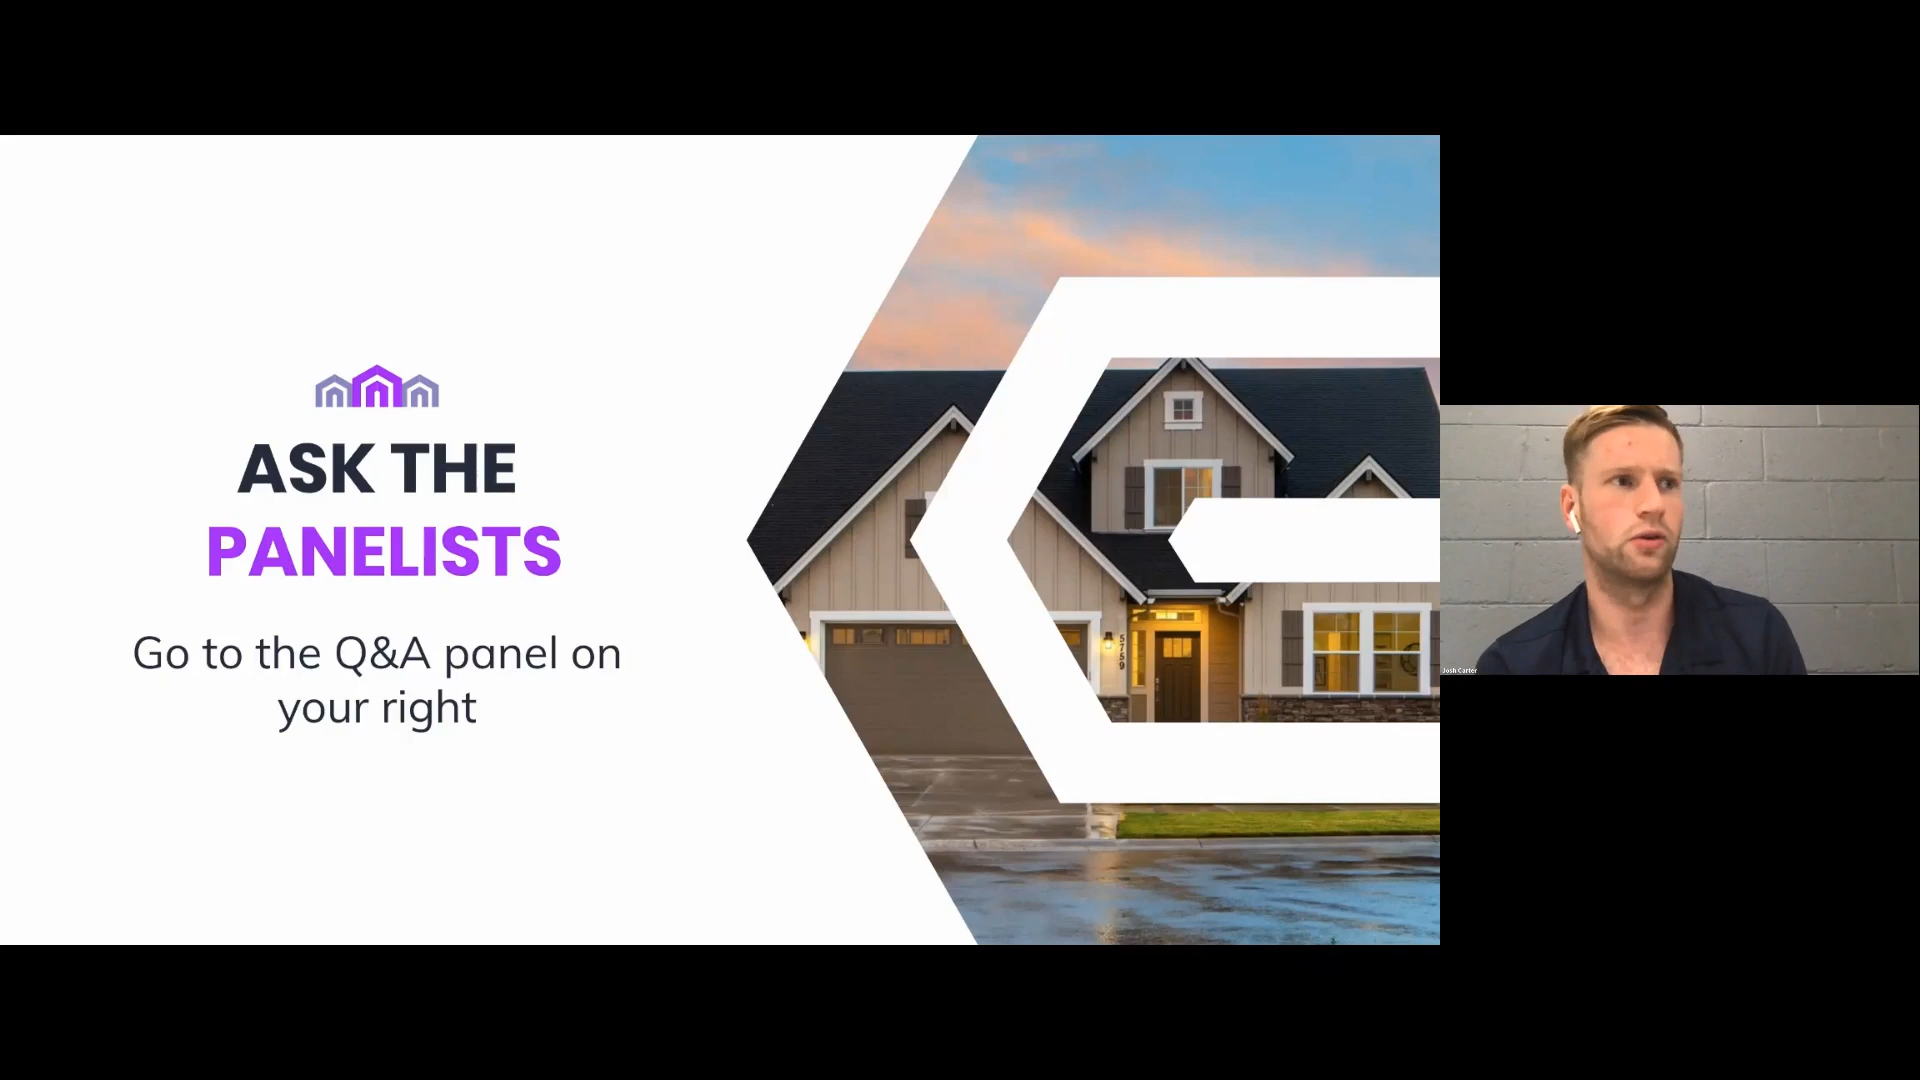 ASK THE
PANELISTS
Go to the Q&A panel on
your right
5759
Josh Carter